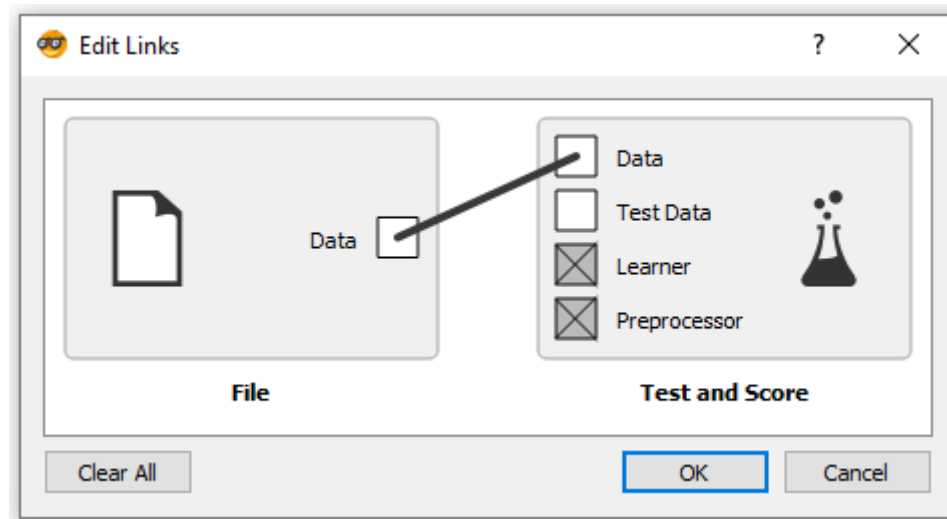 Edit Links
?
Data
Data
Test Data
Learner
Preprocessor
File
Test and Score
Clear All
OK
Cancel